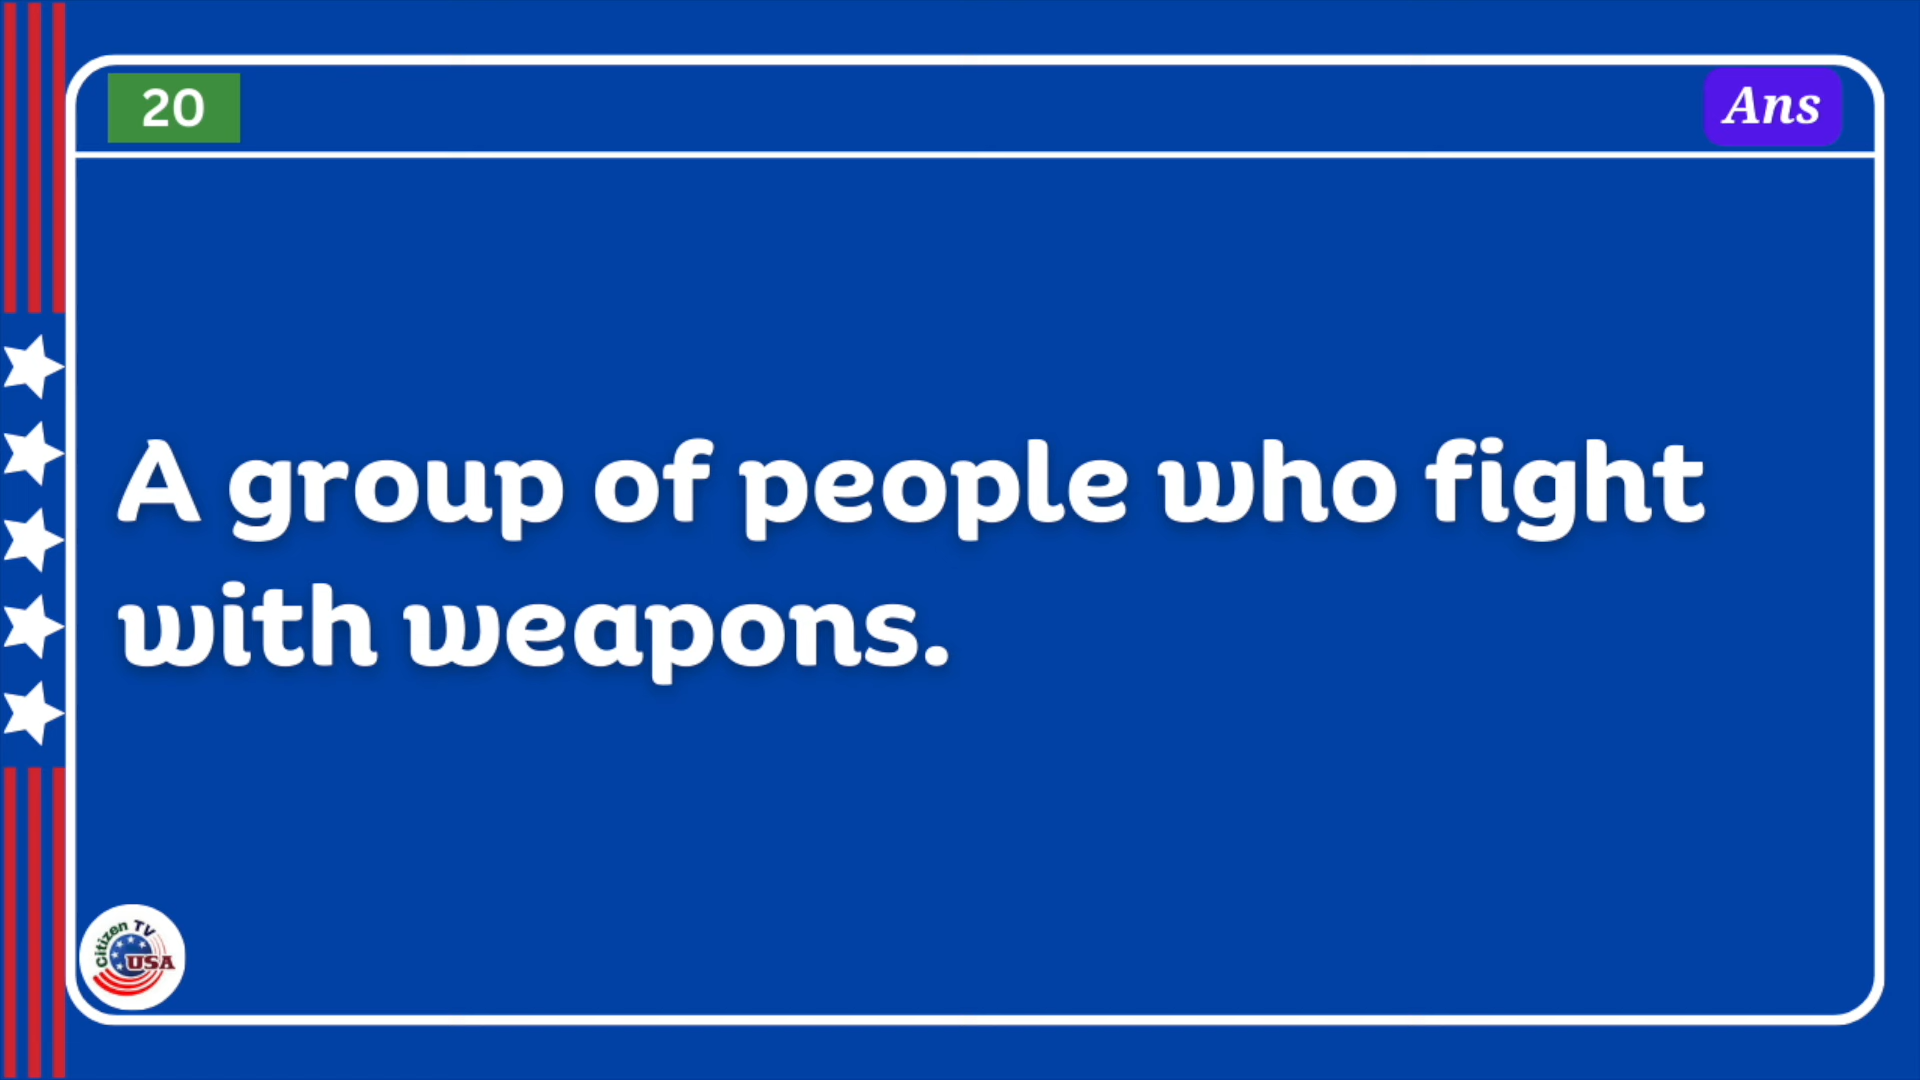 20
Ans
A group of people who fight
with weapons.
Citizen TV
USA